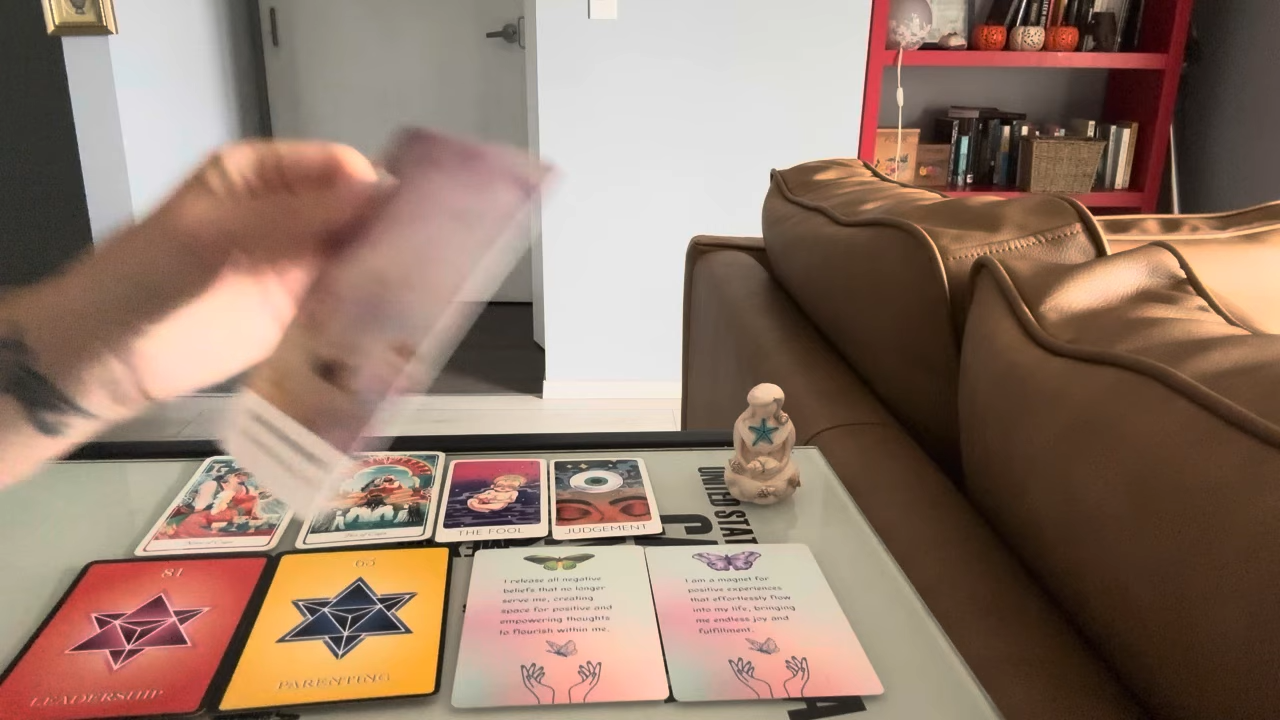 THE FOOL
JUDGEMENT
UNITED STAT
81
LEADERSHIP
63
PARENTING
I release all negative
beliefs that no longer
serve me, creating
space for positive and
empowering thoughts
to flourish within me.
I am a magnet for
positive experiences
that effortlessly flow
into my life, bringing
me endless joy and
fulfillment.